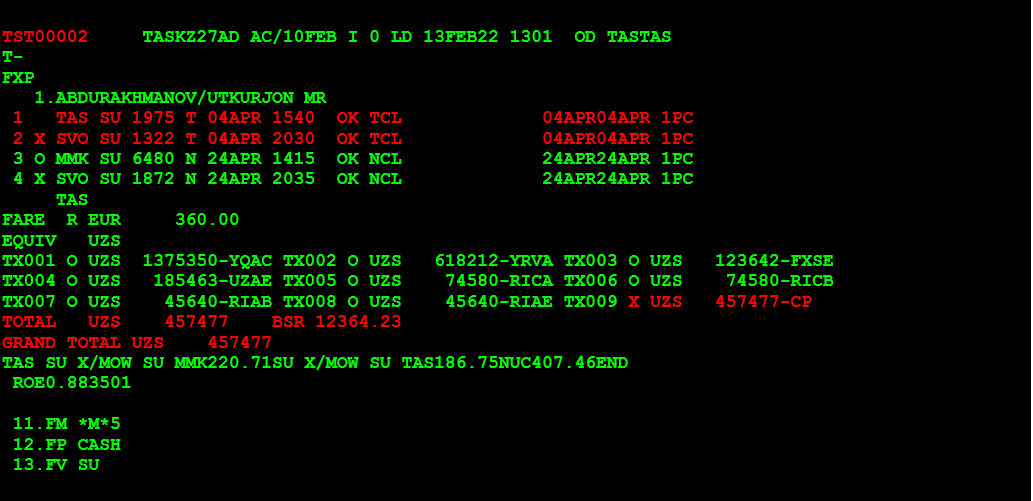 TST00002     TASKZ27AD AC/10FEB I 0 LD 13FEB22 1301  OD TASTAS
T-
FXP
   1.ABDURAKHMANOV/UTKURJON MR
 1   TAS SU 1975 T 04APR 1540  OK TCL             04APR04APR 1PC
 2 X SVO SU 1322 T 04APR 2030  OK TCL             04APR04APR 1PC
 3 O MMK SU 6480 N 24APR 1415  OK NCL             24APR24APR 1PC
 4 X SVO SU 1872 N 24APR 2035  OK NCL             24APR24APR 1PC
     TAS
FARE  R EUR     360.00
EQUIV   UZS
TX001 O UZS  1375350-YQAC TX002 O UZS   618212-YRVA TX003 O UZS   123642-FXSE
TX004 O UZS   185463-UZAE TX005 O UZS    74580-RICA TX006 O UZS    74580-RICB
TX007 O UZS    45640-RIAB TX008 O UZS    45640-RIAE TX009 X UZS   457477-CP
TOTAL   UZS    457477    BSR 12364.23
GRAND TOTAL UZS    457477
TAS SU X/MOW SU MMK220.71SU X/MOW SU TAS186.75NUC407.46END
 ROE0.883501
 11.FM *M*5
 12.FP CASH
 13.FV SU